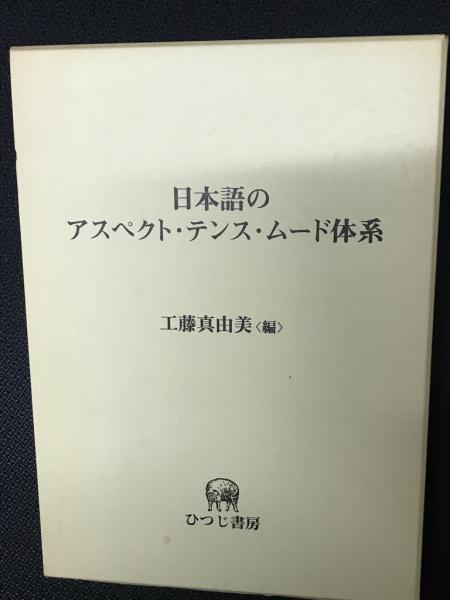 日本語の
アスペクト・テンス・ムード体系
工藤真由美〈編〉
ひつじ書房